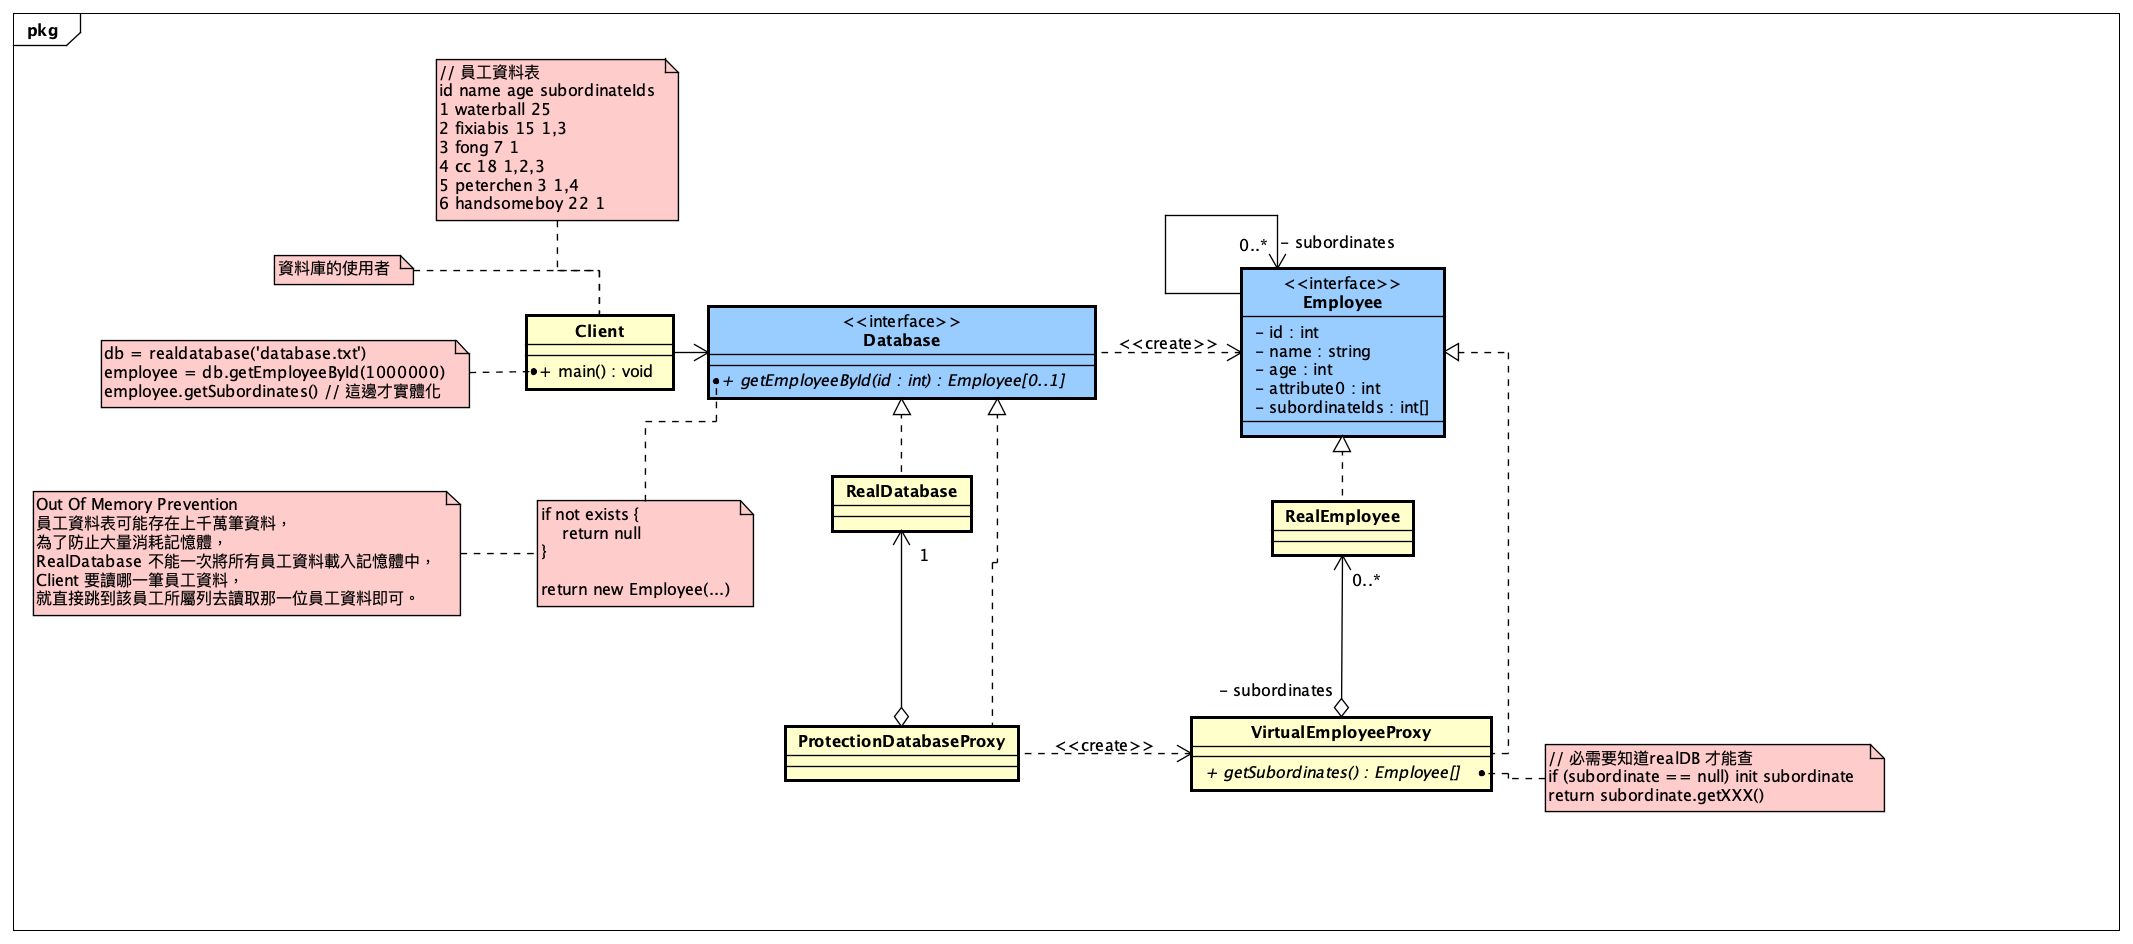 pkg
// 員工資料表
id name age subordinateIds
1 waterball 25
2 fixiabis 15 1,3
3 fong 7 1
4 cc 18 1,2,3
5 peterchen 3 1,4
6 handsomeboy 22 1
資料庫的使用者
db = realdatabase('database.txt')
employee = db.getEmployeeById(1000000)
employee.getSubordinates() // 這邊才實體化
Client
+ main() : void
<<interface>>
Database
+ getEmployeeById(id : int) : Employee[0..1]
<<create>>
0..*
- subordinates
<<interface>>
Employee
- id : int
- name : string
- age : int
- attribute0 : int
- subordinateIds : int[]
Out Of Memory Prevention
員工資料表可能存在上千萬筆資料，
為了防止大量消耗記憶體，
RealDatabase 不能一次將所有員工資料載入記憶體中，
Client 要讀哪一筆員工資料，
就直接跳到該員工所屬列去讀取那一位員工資料即可。
if not exists {
return null
}
return new Employee(...)
RealDatabase
1
RealEmployee
0..*
- subordinates
ProtectionDatabaseProxy
<<create>>
VirtualEmployeeProxy
+ getSubordinates() : Employee[]
// 必需要知道realDB 才能查
if (subordinate == null) init subordinate
return subordinate.getXXX()